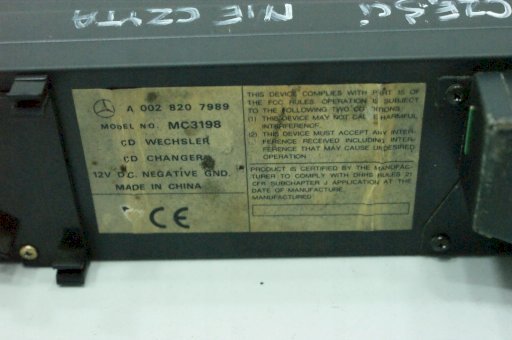 NIE CZYTA CZĘŚCI
A 002 820 7989
MODEL NO. MC3198
CD WECHSLER
CD CHANGER
12V D.C. NEGATIVE GND.
MADE IN CHINA
CE
THIS DEVICE COMPLIES WITH PART 15 OF
THE FCC RULES. OPERATION IS SUBJECT
TO THE FOLLOWING TWO CONDITIONS:
(1) THIS DEVICE MAY NOT CAUSE HARMFUL
INTERFERENCE.
(2) THIS DEVICE MUST ACCEPT ANY INTER-
FERENCE RECEIVED INCLUDING INTER-
FERENCE THAT MAY CAUSE UNDESIRED
OPERATION
PRODUCT IS CERTIFIED BY THE MANUFAC-
TURER TO COMPLY WITH DHHS RULES 21
CFR SUBCHAPTER J APPLICATION AT THE
DATE OF MANUFACTURE.
MANUFACTURED